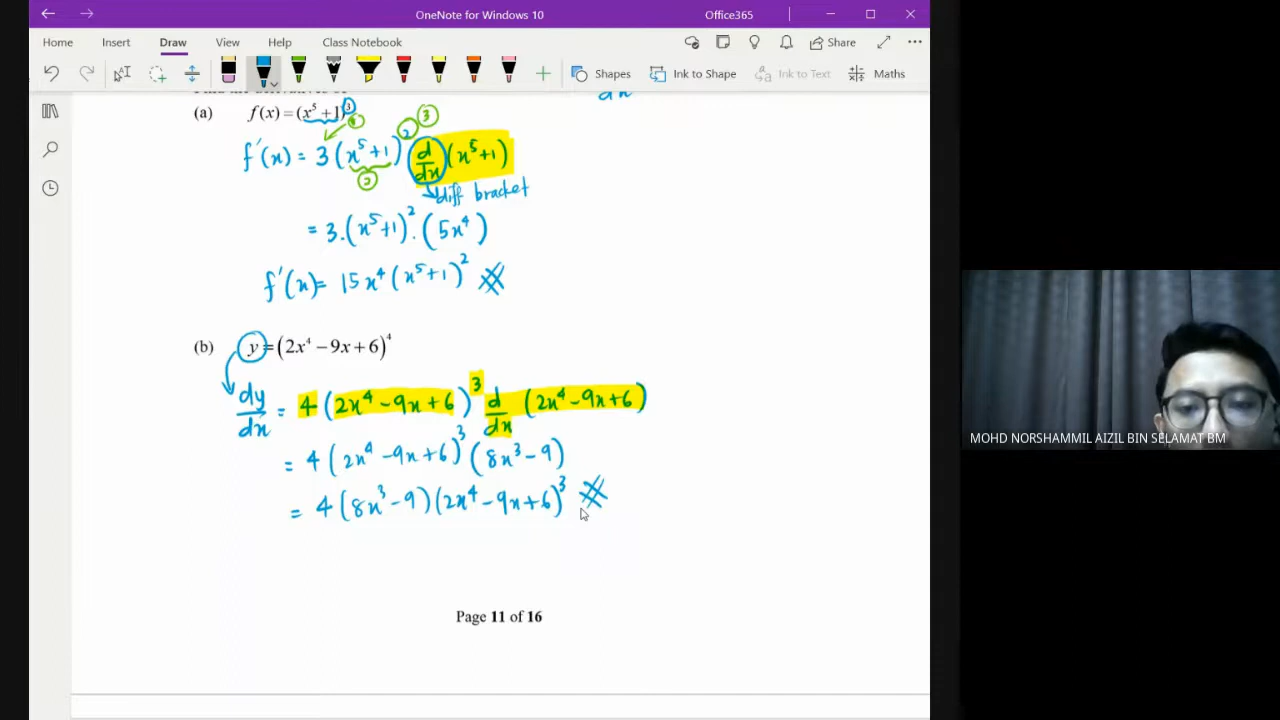 OneNote for Windows 10
Office365
Home Insert Draw View Help Class Notebook
Share
Shapes Ink to Shape Ink to Text Maths
(a) f(x) = (x⁵ + 1)³
③
f'(x) = 3(x⁵+1)² d/dx (x⁵+1)
②
diff bracket
= 3.(x⁵+1)².(5x⁴)
f'(x) = 15x⁴(x⁵+1)²
(b) y = (2x⁴ − 9x + 6)⁴
dy/dx = 4(2x⁴−9x+6)³ d/dx (2x⁴−9x+6)
= 4(2x⁴−9x+6)³(8x³−9)
= 4(8x³−9)(2x⁴−9x+6)³
Page 11 of 16
MOHD NORSHAMMIL AIZIL BIN SELAMAT BM